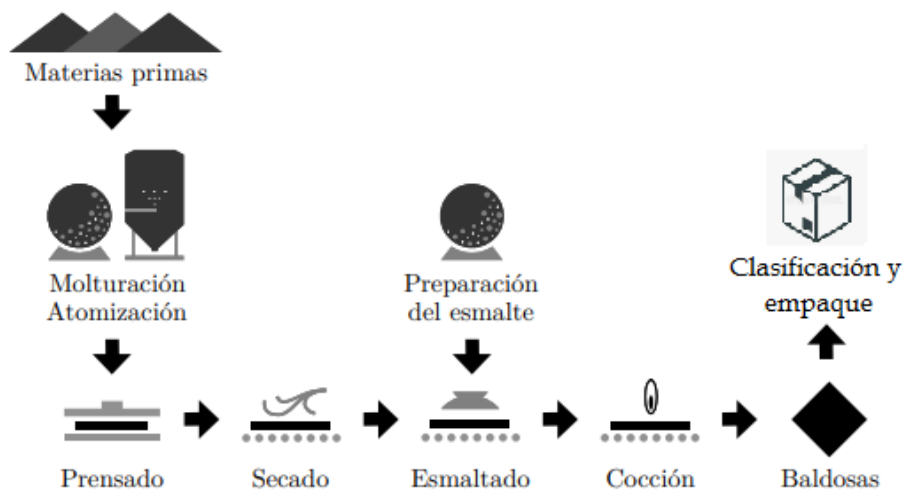 Materias primas
Molturación
Atomización
Preparación
del esmalte
Clasificación y
empaque
Prensado
Secado
Esmaltado
Cocción
Baldosas